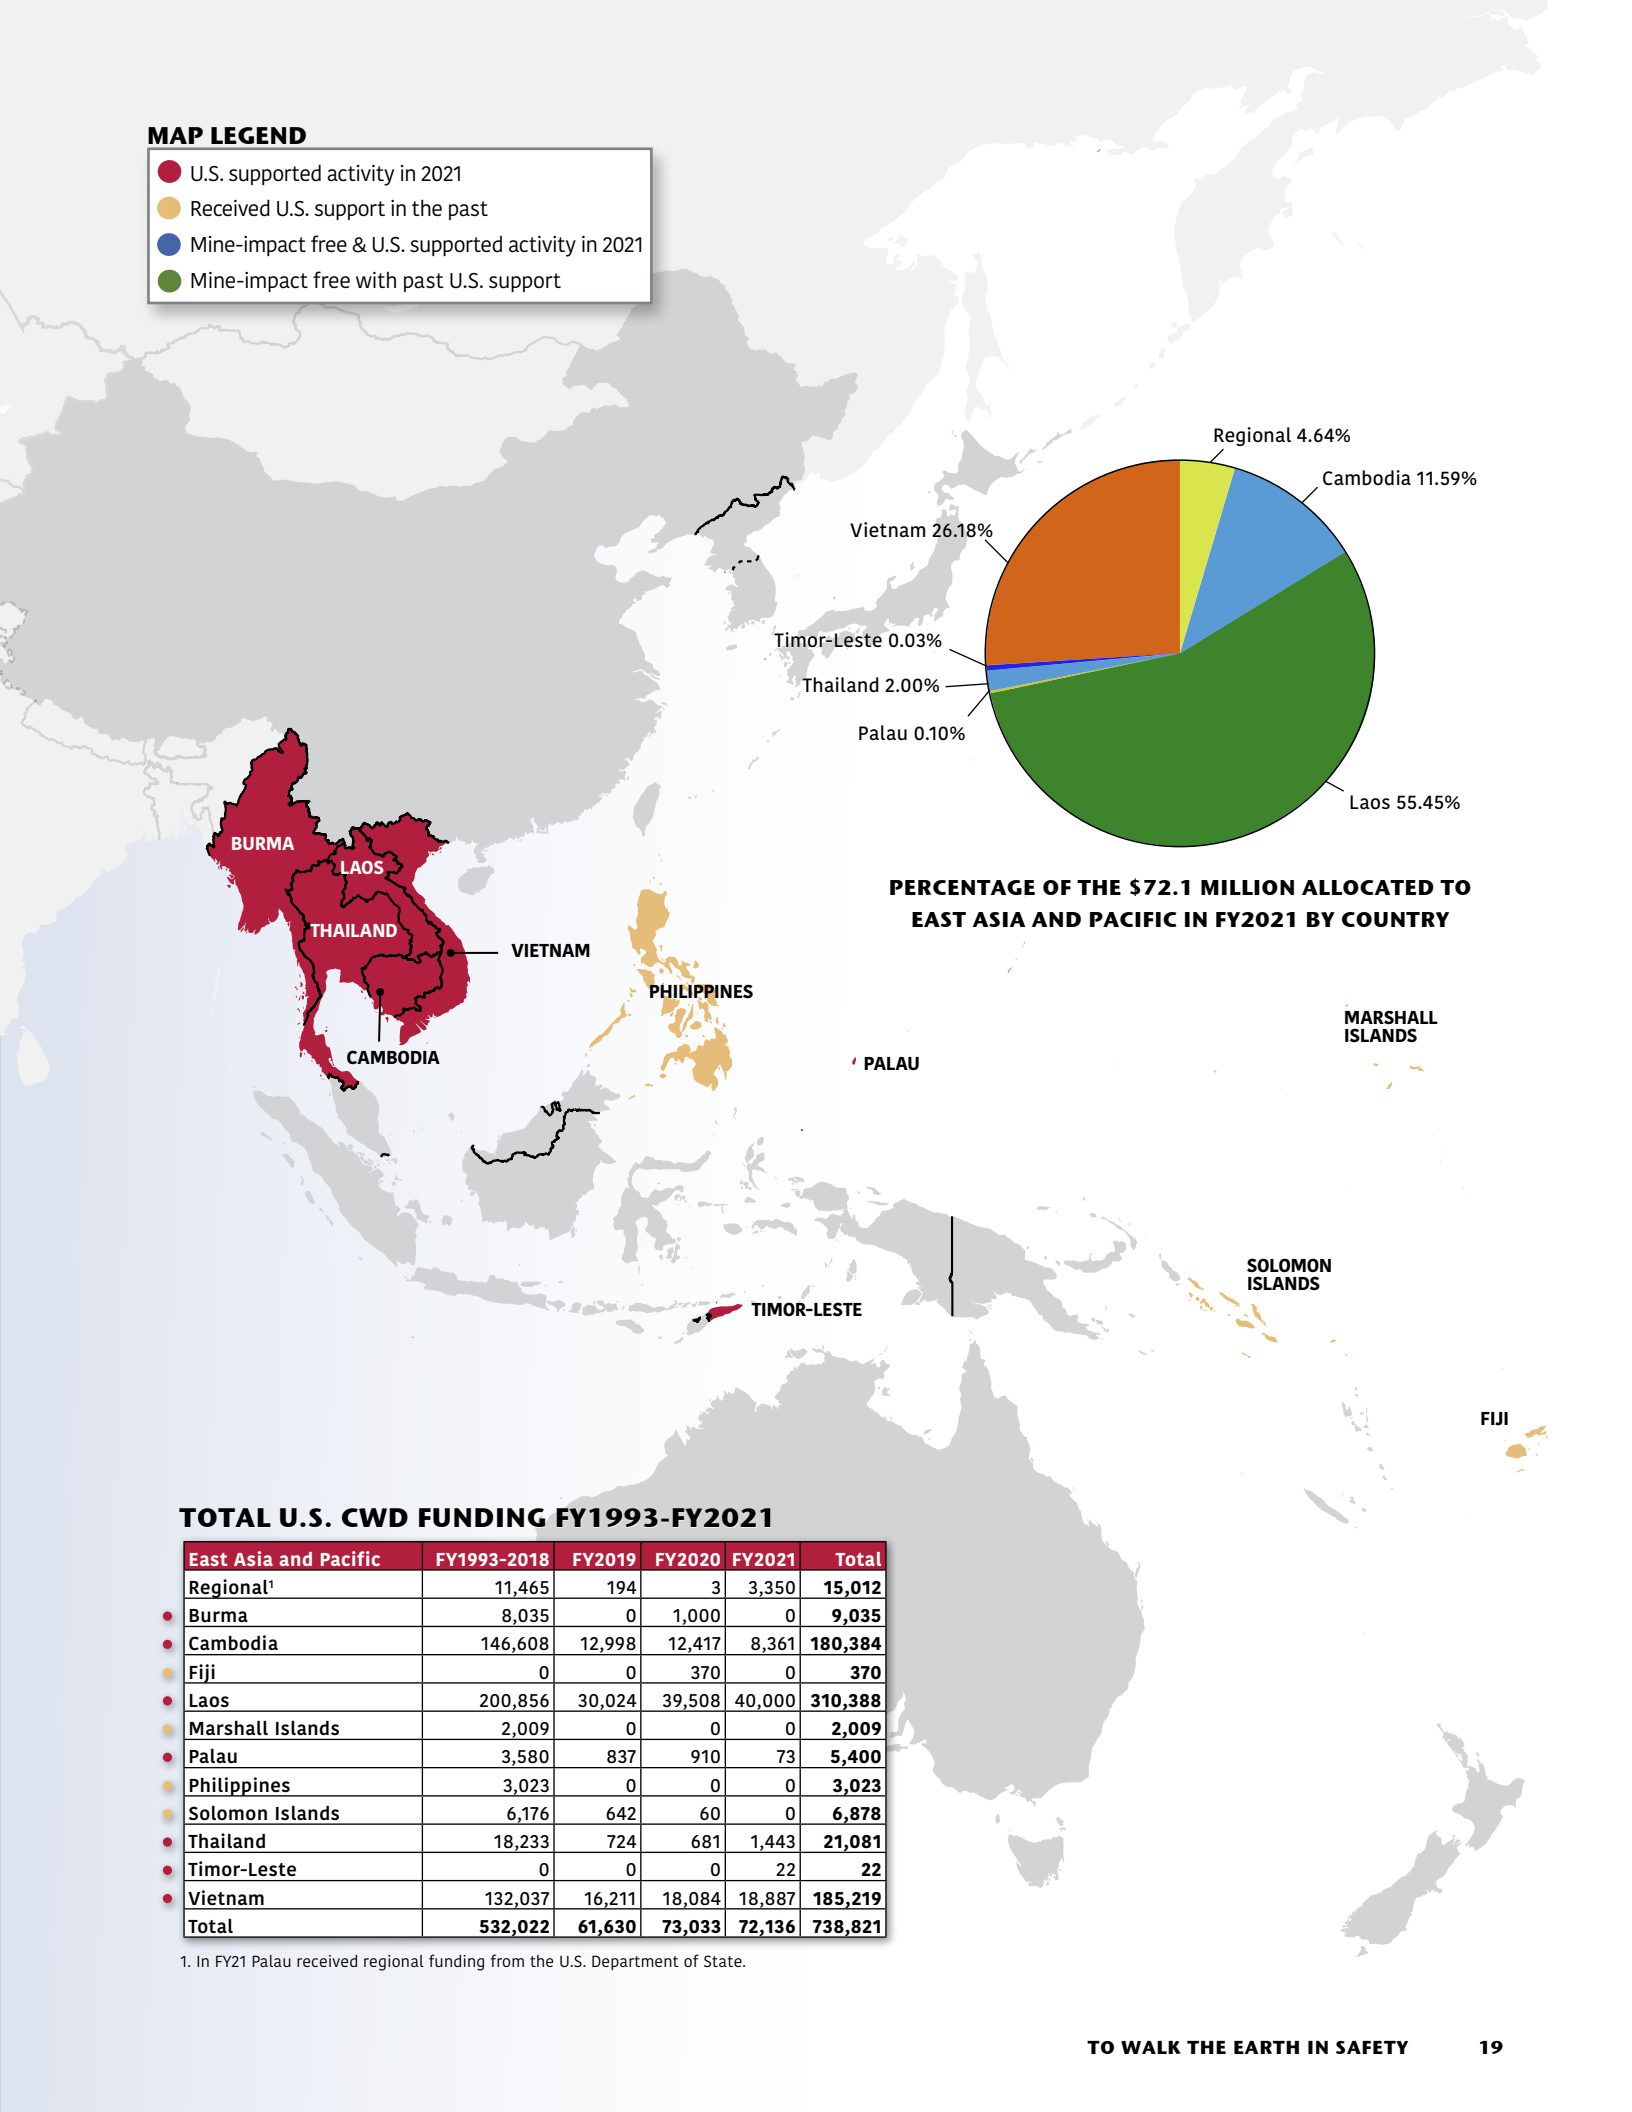 MAP LEGEND
U.S. supported activity in 2021
Received U.S. support in the past
Mine-impact free & U.S. supported activity in 2021
Mine-impact free with past U.S. support
Regional 4.64%
Cambodia 11.59%
Vietnam 26.18%
Timor-Leste 0.03%
Thailand 2.00%
Palau 0.10%
Laos 55.45%
PERCENTAGE OF THE $72.1 MILLION ALLOCATED TO
EAST ASIA AND PACIFIC IN FY2021 BY COUNTRY
BURMA
LAOS
THAILAND
VIETNAM
CAMBODIA
PHILIPPINES
PALAU
MARSHALL
ISLANDS
SOLOMON
ISLANDS
TIMOR-LESTE
FIJI
TOTAL U.S. CWD FUNDING FY1993-FY2021
East Asia and Pacific FY1993-2018 FY2019 FY2020 FY2021 Total
Regional¹ 11,465 194 3 3,350 15,012
Burma 8,035 0 1,000 0 9,035
Cambodia 146,608 12,998 12,417 8,361 180,384
Fiji 0 0 370 0 370
Laos 200,856 30,024 39,508 40,000 310,388
Marshall Islands 2,009 0 0 0 2,009
Palau 3,580 837 910 73 5,400
Philippines 3,023 0 0 0 3,023
Solomon Islands 6,176 642 60 0 6,878
Thailand 18,233 724 681 1,443 21,081
Timor-Leste 0 0 0 22 22
Vietnam 132,037 16,211 18,084 18,887 185,219
Total 532,022 61,630 73,033 72,136 738,821
1. In FY21 Palau received regional funding from the U.S. Department of State.
TO WALK THE EARTH IN SAFETY 19